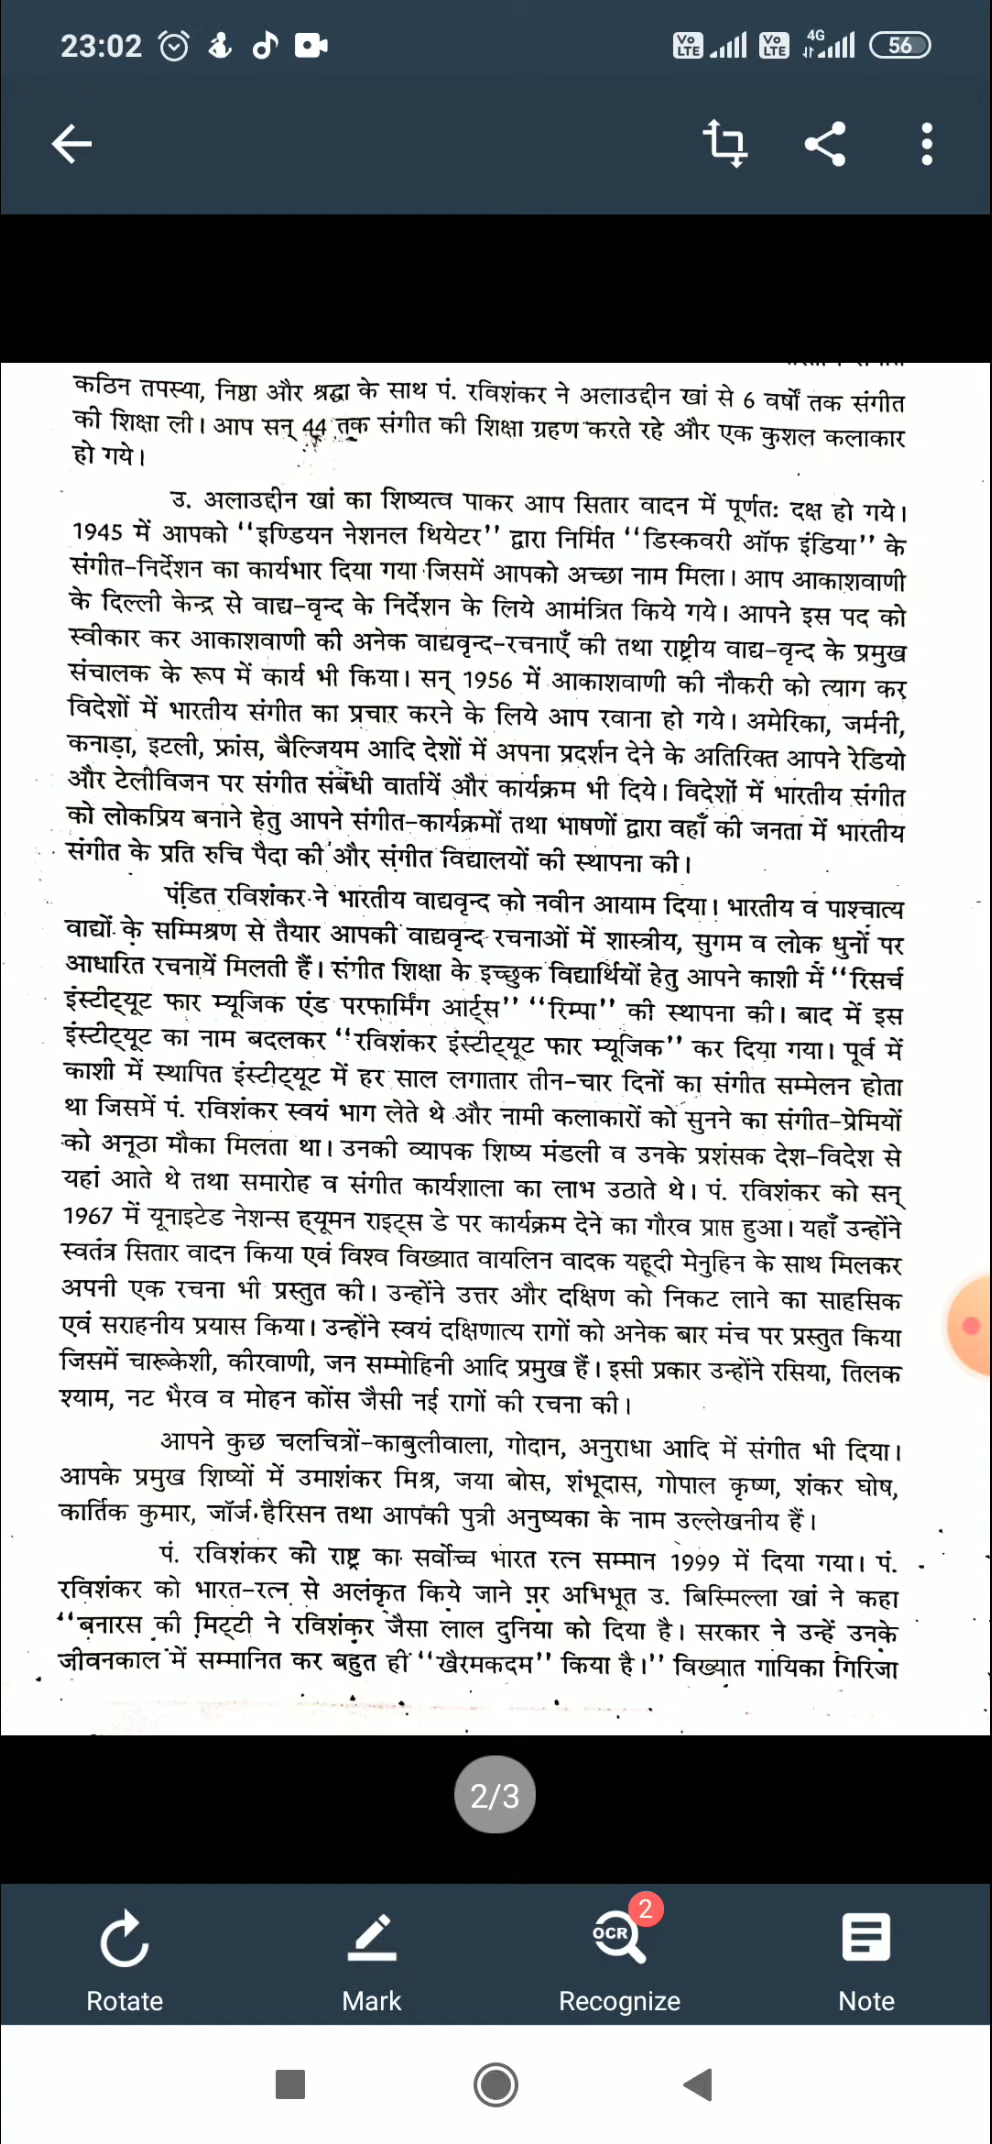 23:02 VoLTE VoLTE 4G 56
कठिन तपस्या, निष्ठा और श्रद्धा के साथ पं. रविशंकर ने अलाउद्दीन खां से 6 वर्षों तक संगीत
की शिक्षा ली। आप सन् 44 तक संगीत की शिक्षा ग्रहण करते रहे और एक कुशल कलाकार
हो गये।
उ. अलाउद्दीन खां का शिष्यत्व पाकर आप सितार वादन में पूर्णतः दक्ष हो गये।
1945 में आपको ‘‘इण्डियन नेशनल थियेटर’’ द्वारा निर्मित ‘‘डिस्कवरी ऑफ इंडिया’’ के
संगीत-निर्देशन का कार्यभार दिया गया जिसमें आपको अच्छा नाम मिला। आप आकाशवाणी
के दिल्ली केन्द्र से वाद्य-वृन्द के निर्देशन के लिये आमंत्रित किये गये। आपने इस पद को
स्वीकार कर आकाशवाणी की अनेक वाद्यवृन्द-रचनाएँ की तथा राष्ट्रीय वाद्य-वृन्द के प्रमुख
संचालक के रूप में कार्य भी किया। सन् 1956 में आकाशवाणी की नौकरी को त्याग कर
विदेशों में भारतीय संगीत का प्रचार करने के लिये आप रवाना हो गये। अमेरिका, जर्मनी,
कनाड़ा, इटली, फ्रांस, बैल्जियम आदि देशों में अपना प्रदर्शन देने के अतिरिक्त आपने रेडियो
और टेलीविजन पर संगीत संबंधी वार्तायें और कार्यक्रम भी दिये। विदेशों में भारतीय संगीत
को लोकप्रिय बनाने हेतु आपने संगीत-कार्यक्रमों तथा भाषणों द्वारा वहाँ की जनता में भारतीय
संगीत के प्रति रुचि पैदा की और संगीत विद्यालयों की स्थापना की।
पंडित रविशंकर ने भारतीय वाद्यवृन्द को नवीन आयाम दिया। भारतीय व पाश्चात्य
वाद्यों के सम्मिश्रण से तैयार आपकी वाद्यवृन्द रचनाओं में शास्त्रीय, सुगम व लोक धुनों पर
आधारित रचनायें मिलती हैं। संगीत शिक्षा के इच्छुक विद्यार्थियों हेतु आपने काशी में ‘‘रिसर्च
इंस्टीट्यूट फार म्यूजिक एंड परफार्मिंग आर्ट्स’’ ‘‘रिम्पा’’ की स्थापना की। बाद में इस
इंस्टीट्यूट का नाम बदलकर ‘‘रविशंकर इंस्टीट्यूट फार म्यूजिक’’ कर दिया गया। पूर्व में
काशी में स्थापित इंस्टीट्यूट में हर साल लगातार तीन-चार दिनों का संगीत सम्मेलन होता
था जिसमें पं. रविशंकर स्वयं भाग लेते थे और नामी कलाकारों को सुनने का संगीत-प्रेमियों
को अनूठा मौका मिलता था। उनकी व्यापक शिष्य मंडली व उनके प्रशंसक देश-विदेश से
यहां आते थे तथा समारोह व संगीत कार्यशाला का लाभ उठाते थे। पं. रविशंकर को सन्
1967 में यूनाइटेड नेशन्स ह्यूमन राइट्स डे पर कार्यक्रम देने का गौरव प्राप्त हुआ। यहाँ उन्होंने
स्वतंत्र सितार वादन किया एवं विश्व विख्यात वायलिन वादक यहूदी मेनुहिन के साथ मिलकर
अपनी एक रचना भी प्रस्तुत की। उन्होंने उत्तर और दक्षिण को निकट लाने का साहसिक
एवं सराहनीय प्रयास किया। उन्होंने स्वयं दक्षिणात्य रागों को अनेक बार मंच पर प्रस्तुत किया
जिसमें चारूकेशी, कीरवाणी, जन सम्मोहिनी आदि प्रमुख हैं। इसी प्रकार उन्होंने रसिया, तिलक
श्याम, नट भैरव व मोहन कोंस जैसी नई रागों की रचना की।
आपने कुछ चलचित्रों-काबुलीवाला, गोदान, अनुराधा आदि में संगीत भी दिया।
आपके प्रमुख शिष्यों में उमाशंकर मिश्र, जया बोस, शंभूदास, गोपाल कृष्ण, शंकर घोष,
कार्तिक कुमार, जॉर्ज हैरिसन तथा आपकी पुत्री अनुष्यका के नाम उल्लेखनीय हैं।
पं. रविशंकर को राष्ट्र का सर्वोच्च भारत रत्न सम्मान 1999 में दिया गया। पं.
रविशंकर को भारत-रत्न से अलंकृत किये जाने पर अभिभूत उ. बिस्मिल्ला खां ने कहा
‘‘बनारस की मिट्टी ने रविशंकर जैसा लाल दुनिया को दिया है। सरकार ने उन्हें उनके
जीवनकाल में सम्मानित कर बहुत ही ‘‘खैरमकदम’’ किया है।’’ विख्यात गायिका गिरिजा
2/3
OCR 2
Rotate Mark Recognize Note